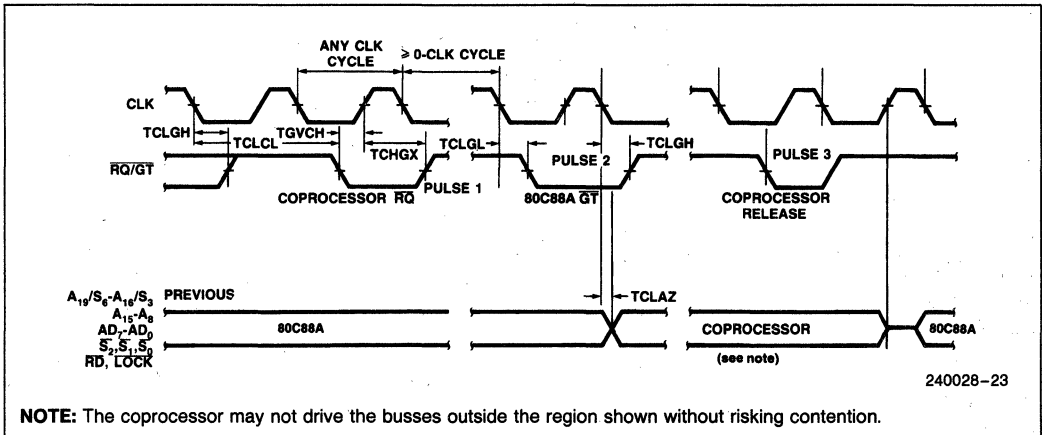 ANY CLK
CYCLE
≥ 0-CLK CYCLE
CLK
TCLGH
TCLCL
TGVCH
TCHGX
TCLGL
PULSE 2
TCLGH
PULSE 3
RQ/GT
PULSE 1
COPROCESSOR RQ
80C88A GT
COPROCESSOR
RELEASE
A19/S6-A16/S3
PREVIOUS
TCLAZ
A15-A8
AD7-AD0
80C88A
COPROCESSOR
80C88A
S2,S1,S0
RD, LOCK
(see note)
240028-23
NOTE: The coprocessor may not drive the busses outside the region shown without risking contention.